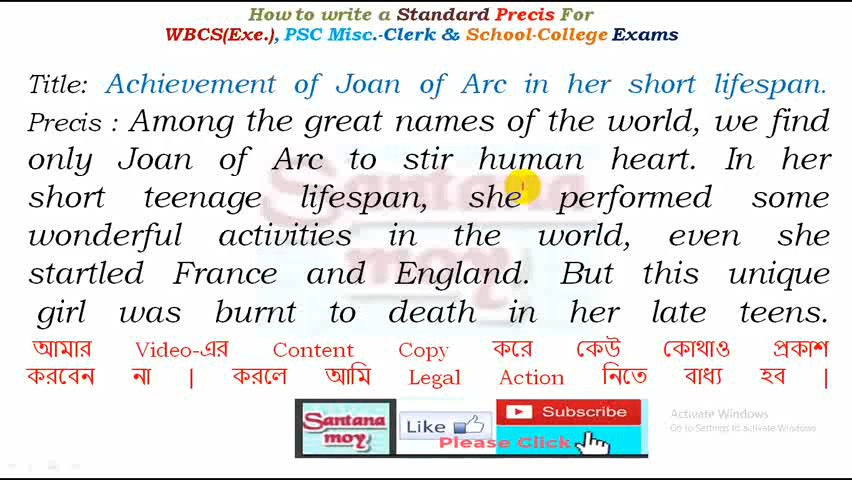 How to write a Standard Precis For
WBCS(Exe.), PSC Misc.-Clerk & School-College Exams
Title: Achievement of Joan of Arc in her short lifespan.
Precis : Among the great names of the world, we find
only Joan of Arc to stir human heart. In her
short teenage lifespan, she performed some
wonderful activities in the world, even she
startled France and England. But this unique
girl was burnt to death in her late teens.
আমার Video-এর Content Copy করে কেউ কোথাও প্রকাশ
করবেন না | করলে আমি Legal Action নিতে বাধ্য হব |
Santana
moy
Santana
moy
Like
Subscribe
Please Click
Activate Windows
Go to Settings to activate Windows